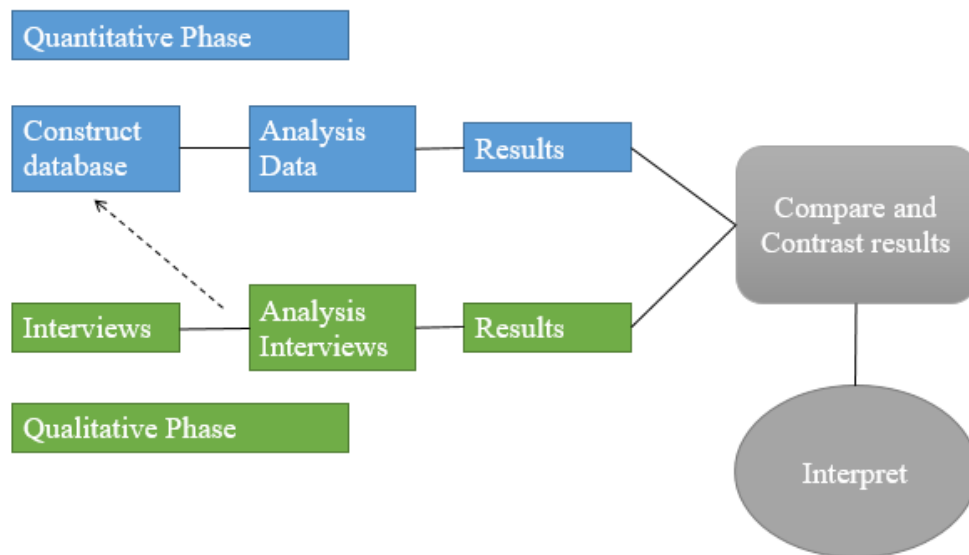 Quantitative Phase
Construct
database
Analysis
Data
Results
Compare and
Contrast results
Interviews
Analysis
Interviews
Results
Qualitative Phase
Interpret